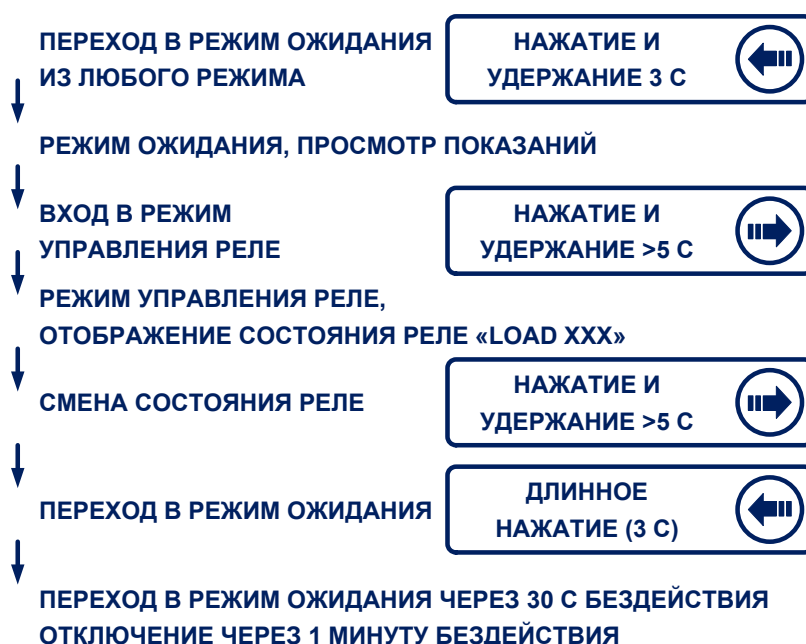 ПЕРЕХОД В РЕЖИМ ОЖИДАНИЯ
ИЗ ЛЮБОГО РЕЖИМА
НАЖАТИЕ И
УДЕРЖАНИЕ 3 С
РЕЖИМ ОЖИДАНИЯ, ПРОСМОТР ПОКАЗАНИЙ
ВХОД В РЕЖИМ
УПРАВЛЕНИЯ РЕЛЕ
НАЖАТИЕ И
УДЕРЖАНИЕ >5 С
РЕЖИМ УПРАВЛЕНИЯ РЕЛЕ,
ОТОБРАЖЕНИЕ СОСТОЯНИЯ РЕЛЕ «LOAD XXX»
СМЕНА СОСТОЯНИЯ РЕЛЕ
НАЖАТИЕ И
УДЕРЖАНИЕ >5 С
ПЕРЕХОД В РЕЖИМ ОЖИДАНИЯ
ДЛИННОЕ
НАЖАТИЕ (3 С)
ПЕРЕХОД В РЕЖИМ ОЖИДАНИЯ ЧЕРЕЗ 30 С БЕЗДЕЙСТВИЯ
ОТКЛЮЧЕНИЕ ЧЕРЕЗ 1 МИНУТУ БЕЗДЕЙСТВИЯ